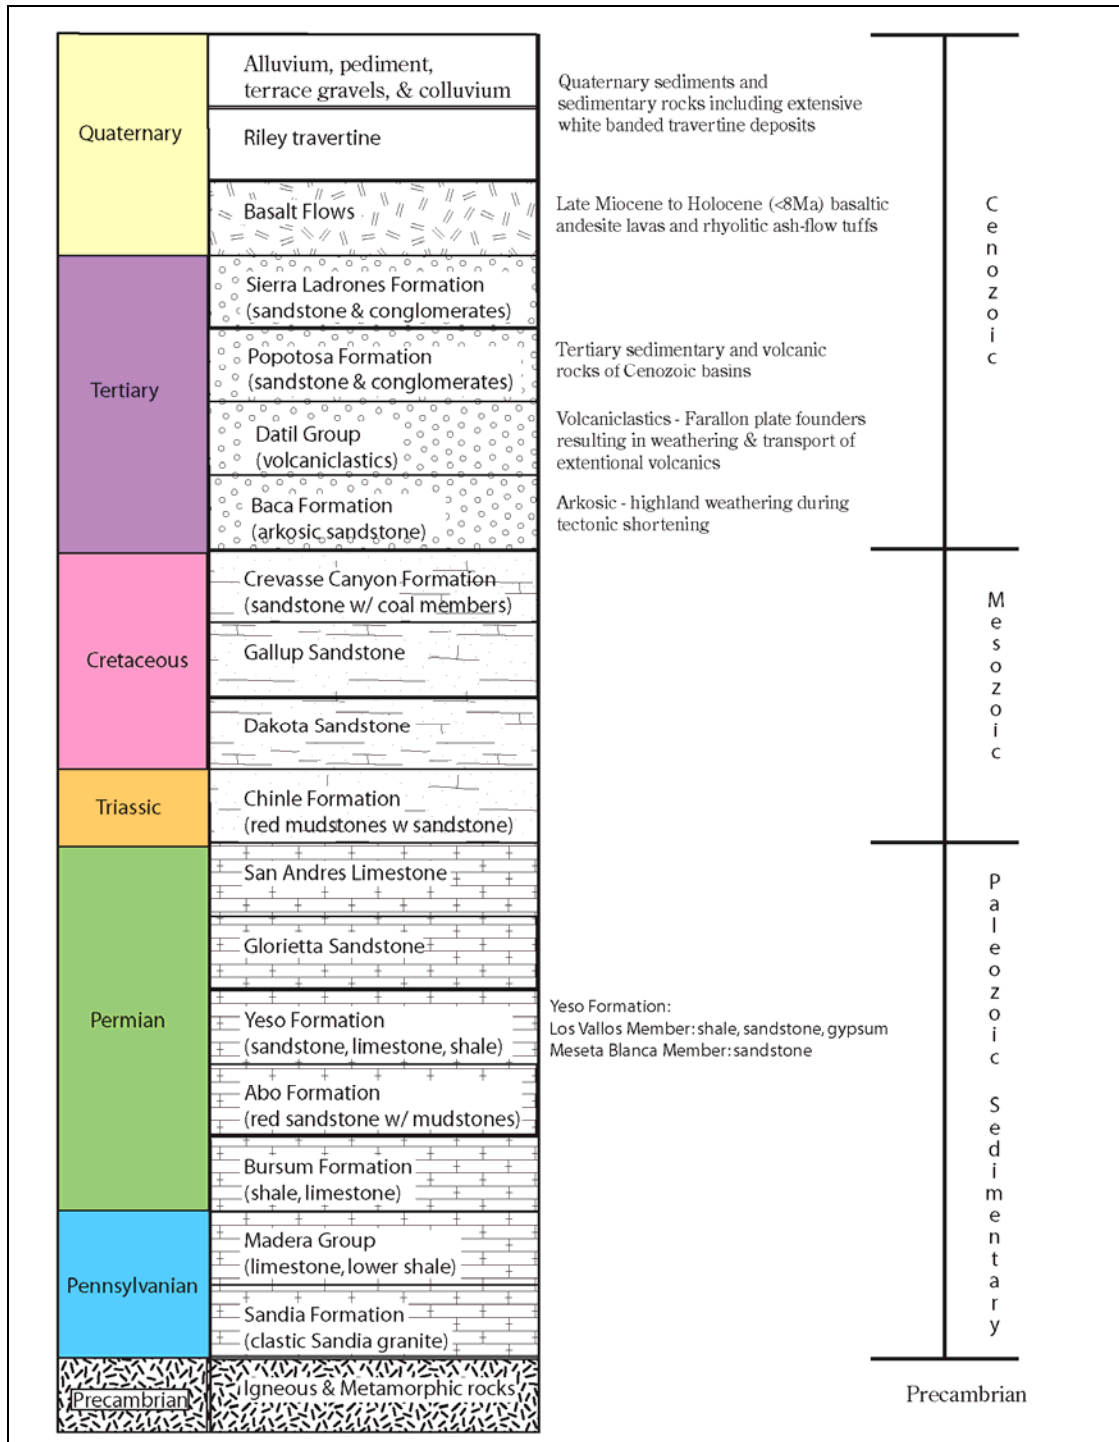 Quaternary
Alluvium, pediment,
terrace gravels, & colluvium
Riley travertine
Basalt Flows
Quaternary sediments and
sedimentary rocks including extensive
white banded travertine deposits
Late Miocene to Holocene (<8Ma) basaltic
andesite lavas and rhyolitic ash-flow tuffs
Tertiary
Sierra Ladrones Formation
(sandstone & conglomerates)
Popotosa Formation
(sandstone & conglomerates)
Datil Group
(volcaniclastics)
Baca Formation
(arkosic sandstone)
Tertiary sedimentary and volcanic
rocks of Cenozoic basins
Volcaniclastics - Farallon plate founders
resulting in weathering & transport of
extentional volcanics
Arkosic - highland weathering during
tectonic shortening
Cenozoic
Cretaceous
Crevasse Canyon Formation
(sandstone w/ coal members)
Gallup Sandstone
Dakota Sandstone
Triassic
Chinle Formation
(red mudstones w sandstone)
Mesozoic
Permian
San Andres Limestone
Glorietta Sandstone
Yeso Formation
(sandstone, limestone, shale)
Abo Formation
(red sandstone w/ mudstones)
Bursum Formation
(shale, limestone)
Yeso Formation:
Los Vallos Member: shale, sandstone, gypsum
Meseta Blanca Member: sandstone
Pennsylvanian
Madera Group
(limestone, lower shale)
Sandia Formation
(clastic Sandia granite)
Paleozoic Sedimentary
Precambrian
Igneous & Metamorphic rocks
Precambrian